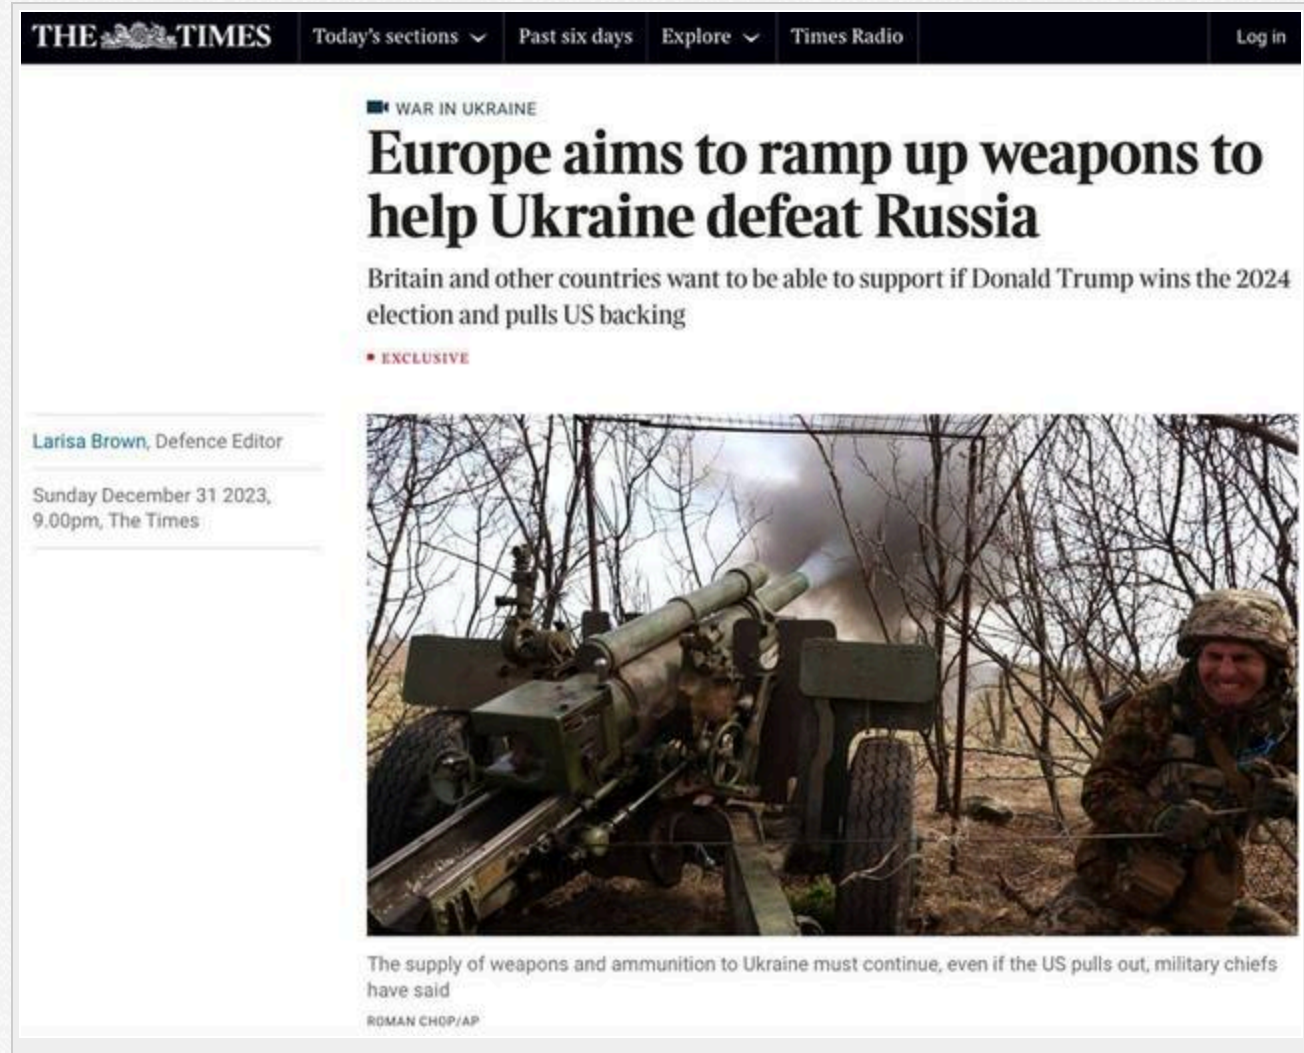 THE TIMES
Today's sections
Past six days
Explore
Times Radio
Log in
WAR IN UKRAINE
Europe aims to ramp up weapons to
help Ukraine defeat Russia
Britain and other countries want to be able to support if Donald Trump wins the 2024
election and pulls US backing
EXCLUSIVE
Larisa Brown, Defence Editor
Sunday December 31 2023,
9.00pm, The Times
The supply of weapons and ammunition to Ukraine must continue, even if the US pulls out, military chiefs
have said
ROMAN CHOP/AP